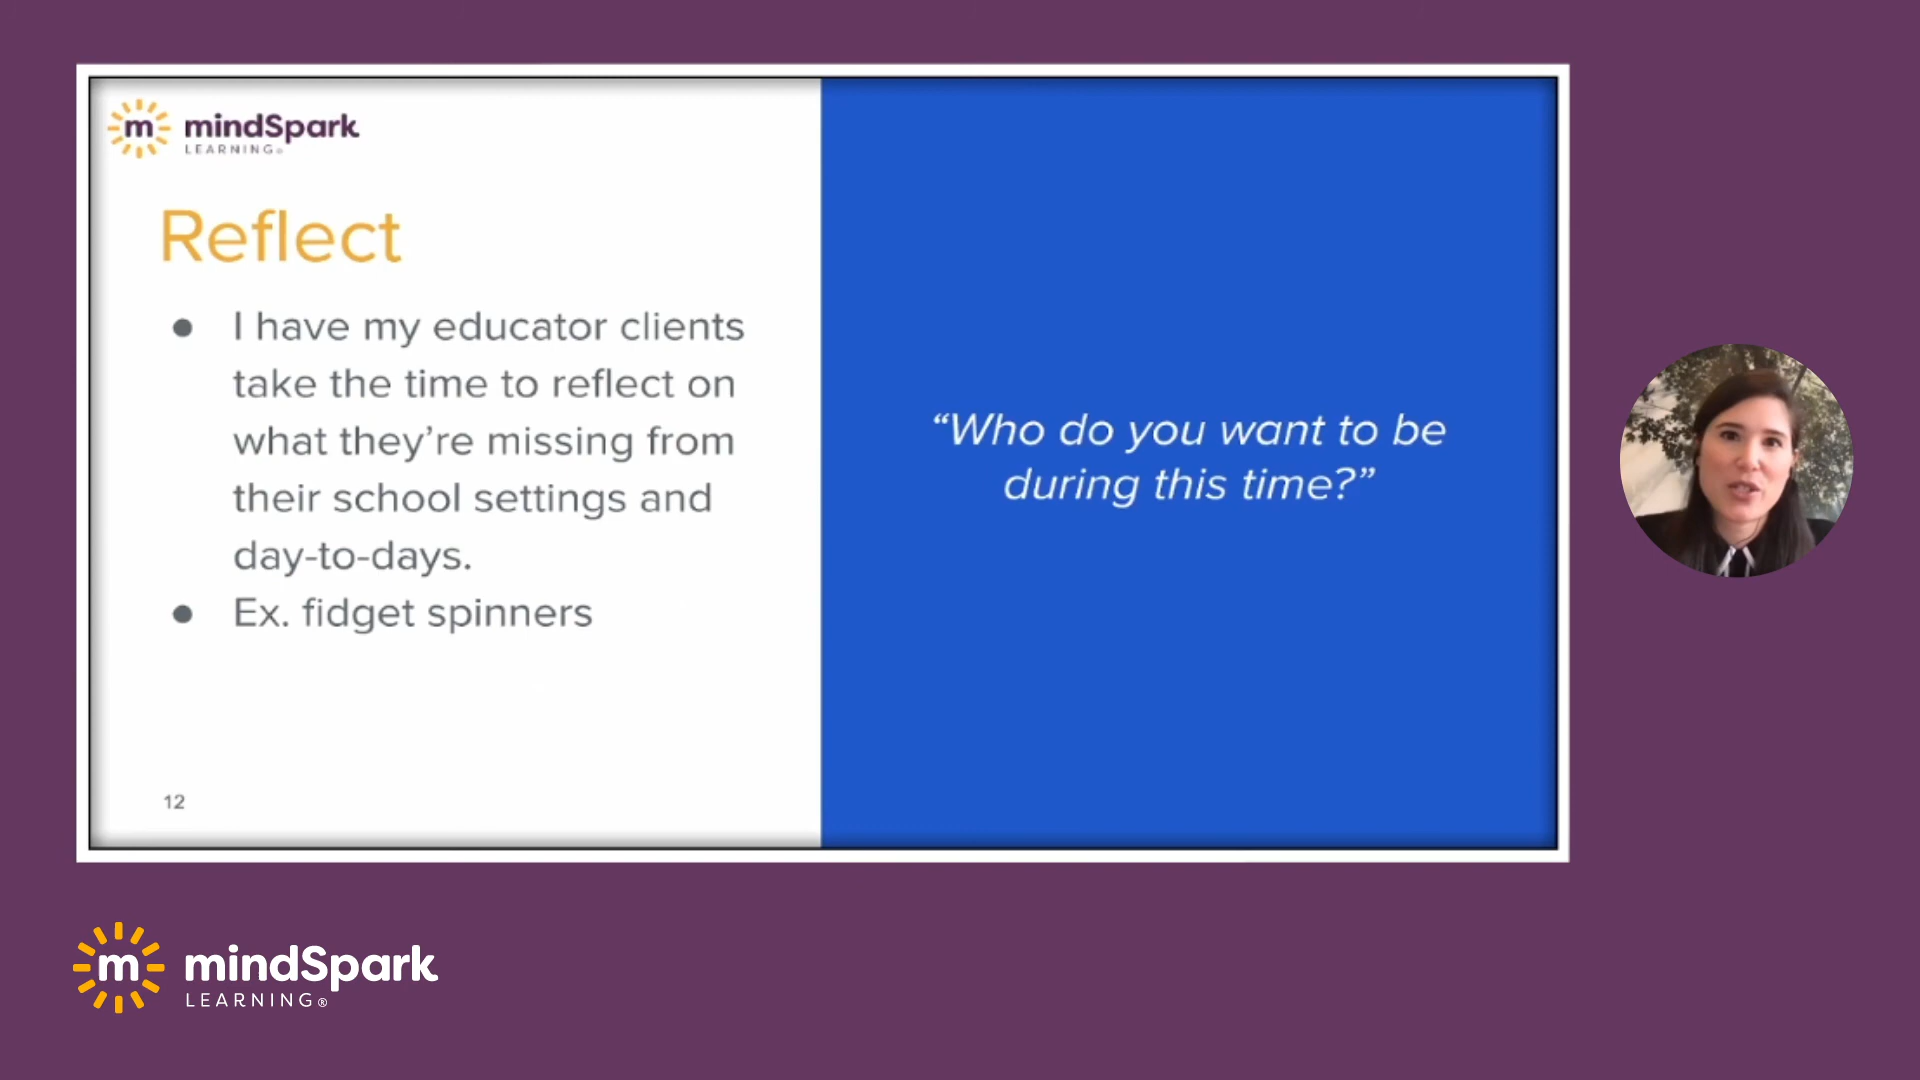 m mindSpark
LEARNING®
Reflect
● I have my educator clients
take the time to reflect on
what they’re missing from
their school settings and
day-to-days.
● Ex. fidget spinners
12
“Who do you want to be
during this time?”
m mindSpark
LEARNING®